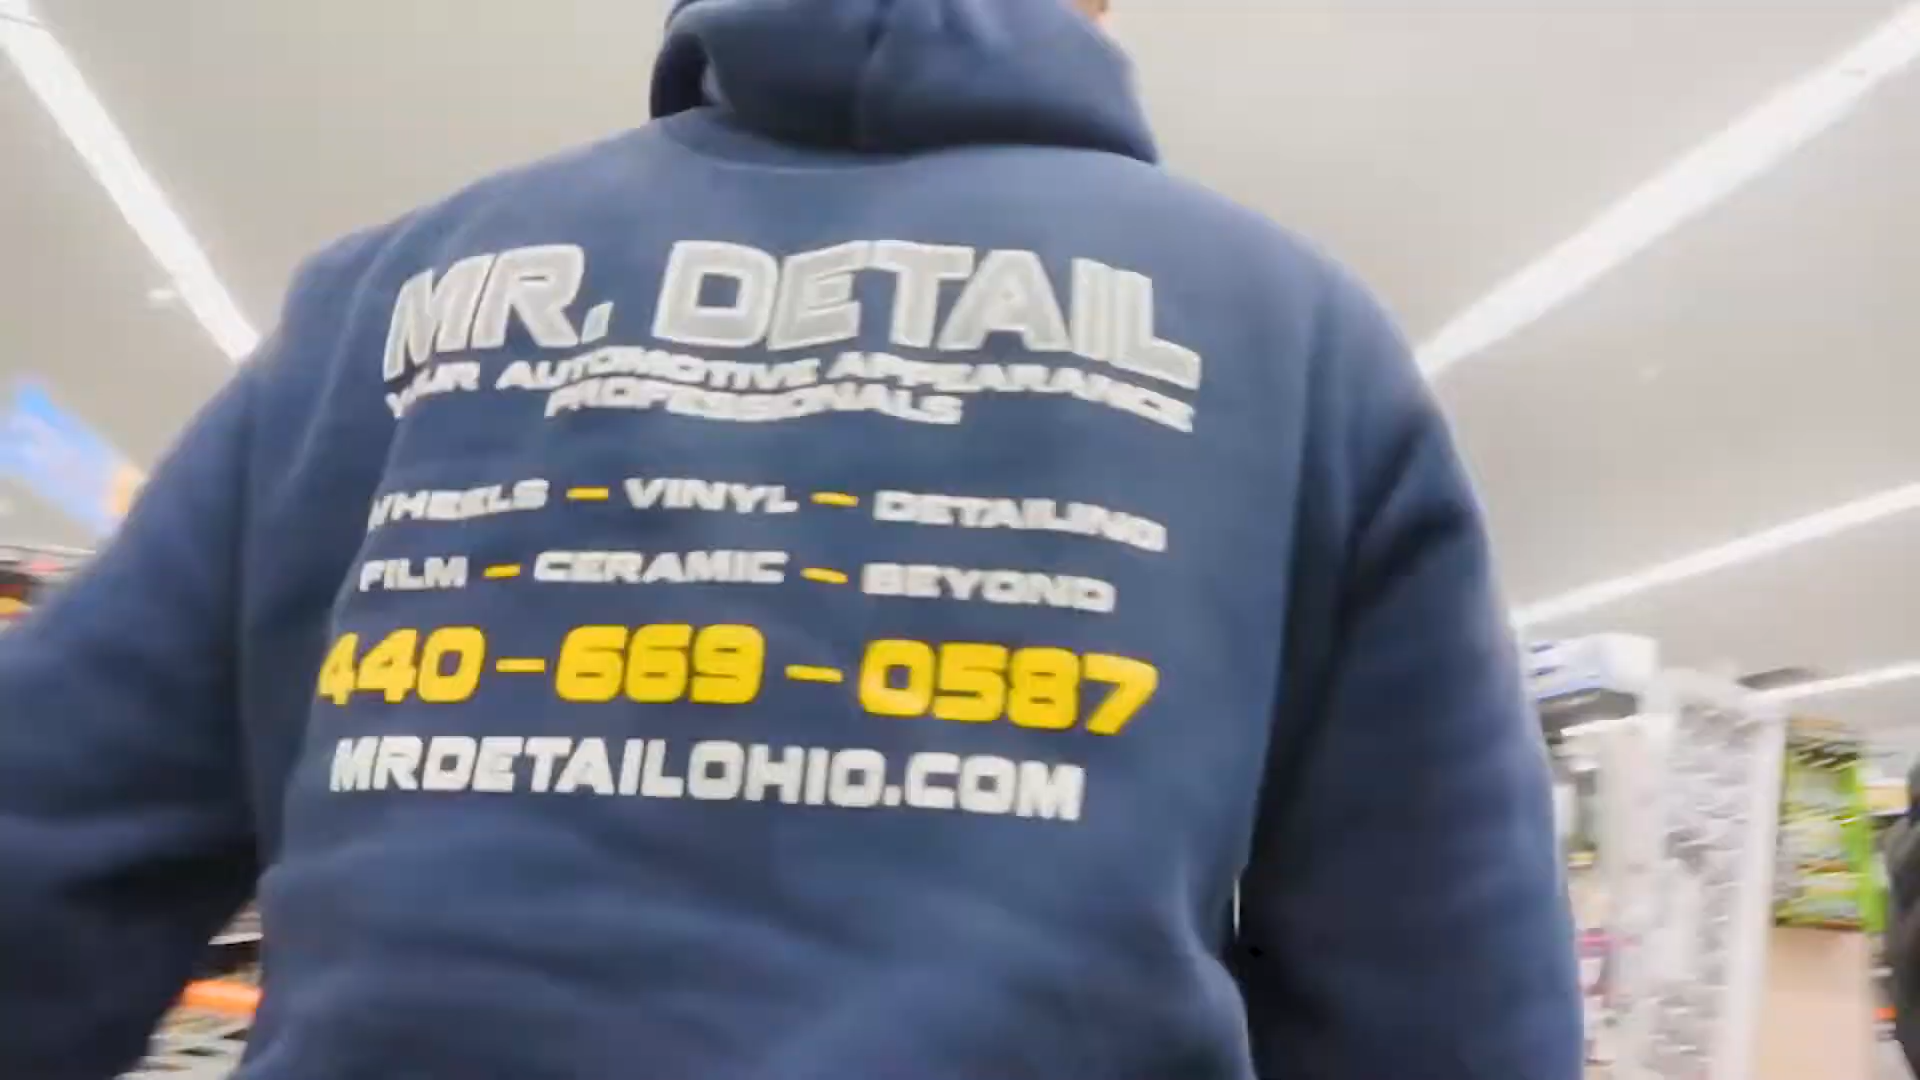 MR. DETAIL
YOUR AUTOMOTIVE APPEARANCE
PROFESSIONALS
WHEELS — VINYL — DETAILING
FILM — CERAMIC — BEYOND
440-669-0587
MRDETAILOHIO.COM